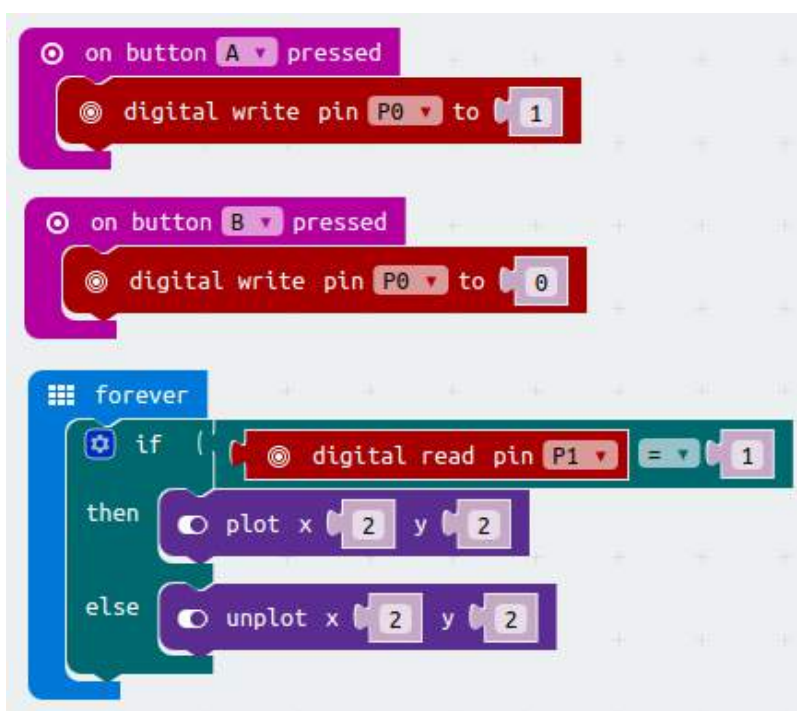 on button A pressed
digital write pin P0 to 1
on button B pressed
digital write pin P0 to 0
forever
if ( digital read pin P1 = 1
then plot x 2 y 2
else unplot x 2 y 2